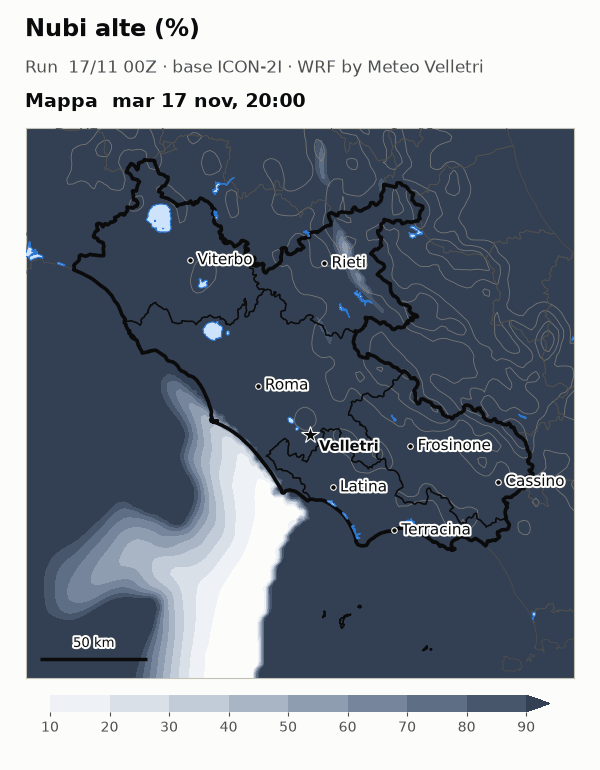 Nubi alte (%)
Run  17/11 00Z · base ICON-2I · WRF by Meteo Velletri
Mappa  mar 17 nov, 20:00
Viterbo
Rieti
Roma
Velletri
Frosinone
Cassino
Latina
Terracina
50 km
10 20 30 40 50 60 70 80 90